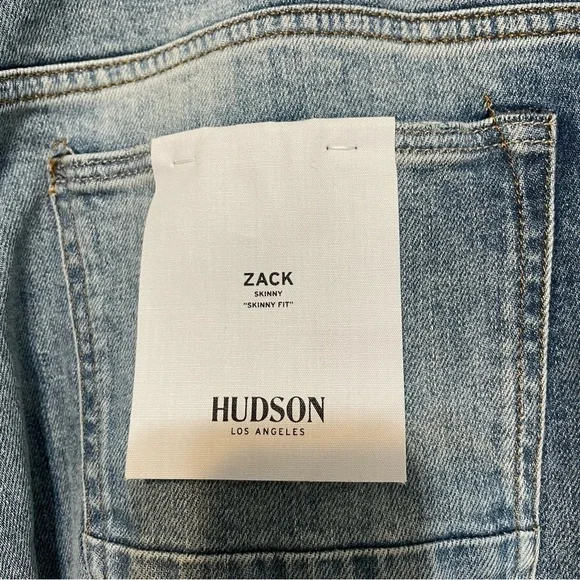 ZACK
SKINNY
"SKINNY FIT"
HUDSON
LOS ANGELES